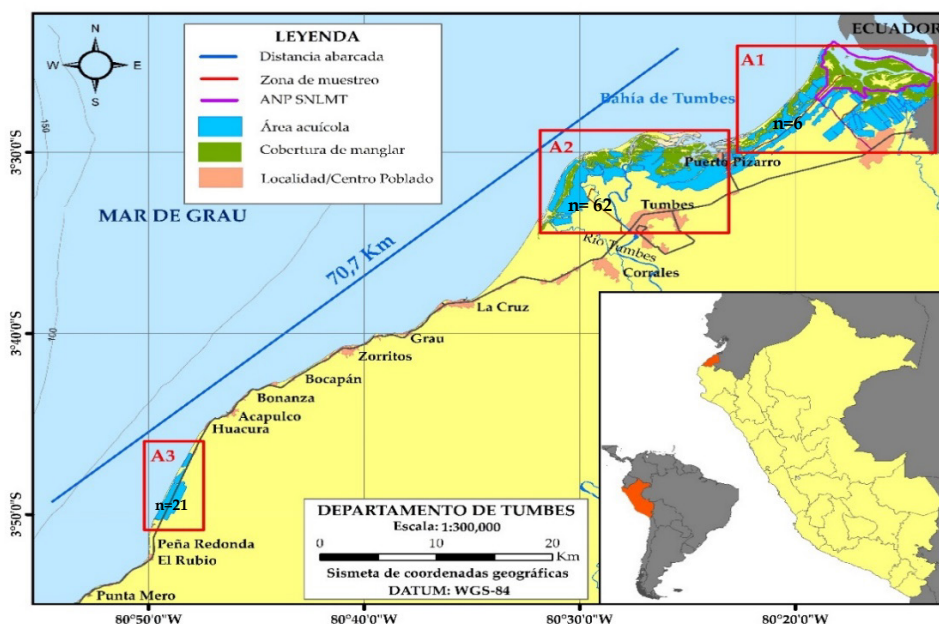 N
W
E
S
LEYENDA
Distancia abarcada
Zona de muestreo
ANP SNLMT
Área acuícola
Cobertura de manglar
Localidad/Centro Poblado
ECUADOR
A1
Bahía de Tumbes
n=6
A2
Puerto Pizarro
n= 62
Tumbes
Río Tumbes
Corrales
MAR DE GRAU
70,7 Km
La Cruz
Grau
Zorritos
Bocapán
Bonanza
Acapulco
Huacura
A3
n=21
Peña Redonda
El Rubio
Punta Mero
150
100
3°30'0"S
3°40'0"S
3°50'0"S
DEPARTAMENTO DE TUMBES
Escala: 1:300,000
0 10 20
Km
Sismeta de coordenadas geográficas
DATUM: WGS-84
80°50'0"W 80°40'0"W 80°30'0"W 80°20'0"W